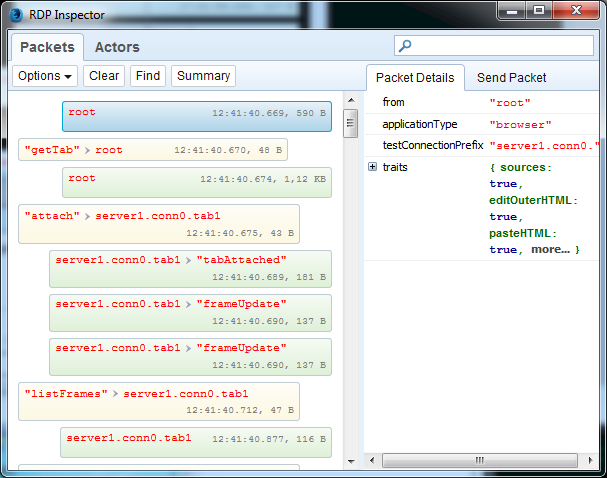 RDP Inspector
Packets Actors
Options Clear Find Summary
root 12:41:40.669, 590 B
"getTab" > root 12:41:40.670, 48 B
root 12:41:40.674, 1,12 KB
"attach" > server1.conn0.tab1
12:41:40.675, 43 B
server1.conn0.tab1 > "tabAttached"
12:41:40.689, 181 B
server1.conn0.tab1 > "frameUpdate"
12:41:40.690, 137 B
server1.conn0.tab1 > "frameUpdate"
12:41:40.690, 137 B
"listFrames" > server1.conn0.tab1
12:41:40.712, 47 B
server1.conn0.tab1 12:41:40.877, 116 B
Packet Details Send Packet
from "root"
applicationType "browser"
testConnectionPrefix "server1.conn0."
traits { sources:
true,
editOuterHTML:
true,
pasteHTML:
true, more... }